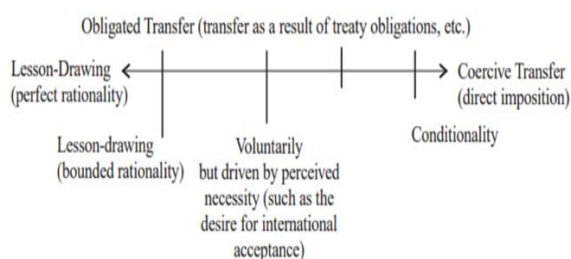 Obligated Transfer (transfer as a result of treaty obligations, etc.)
Lesson-Drawing
(perfect rationality)
Coercive Transfer
(direct imposition)
Lesson-drawing
(bounded rationality)
Voluntarily
but driven by perceived
necessity (such as the
desire for international
acceptance)
Conditionality